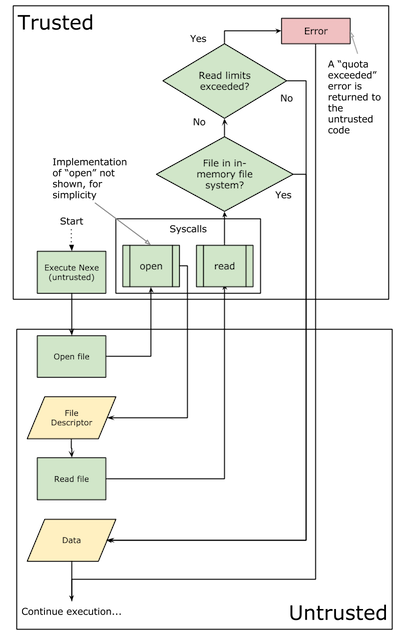 Trusted
Yes
Error
Read limits
exceeded?
No
A “quota
exceeded”
error is
returned to
the
untrusted
code
No
File in in-
memory file
system?
Yes
Implementation
of “open” not
shown, for
simplicity
Start
Syscalls
Execute Nexe
(untrusted)
open
read
Open file
File
Descriptor
Read file
Data
Continue execution...
Untrusted